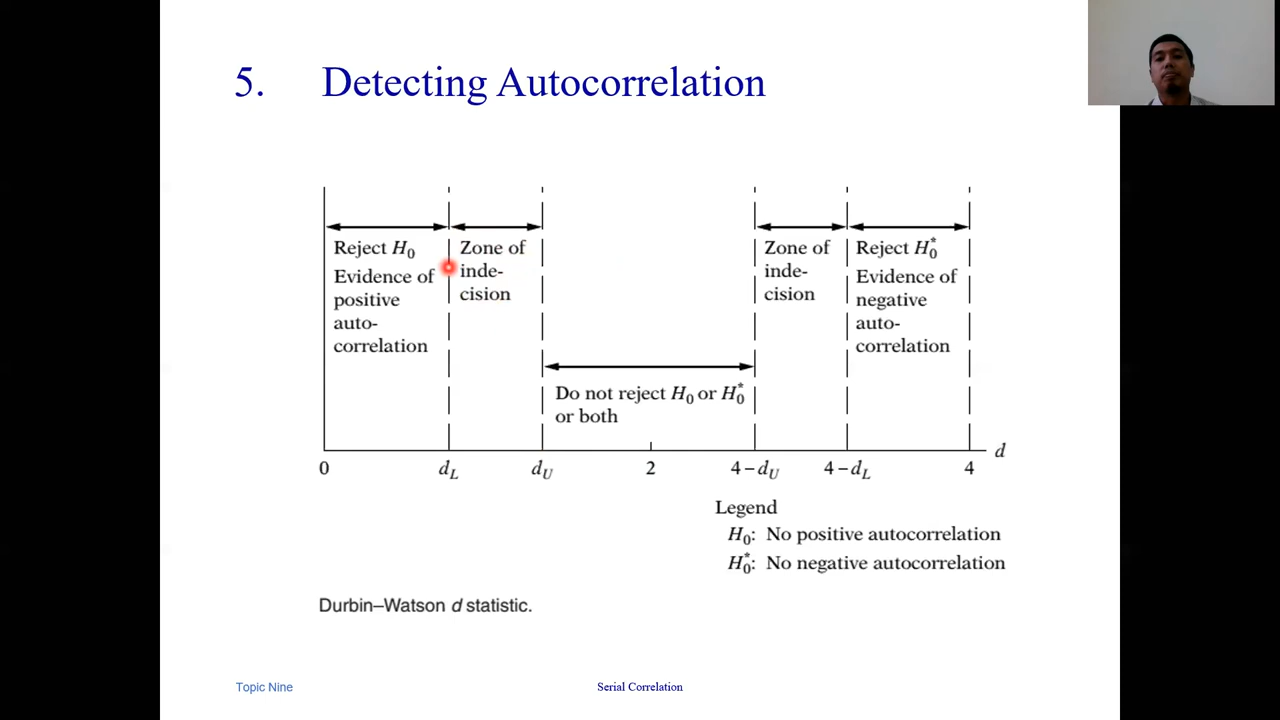 5. Detecting Autocorrelation
Reject H₀
Evidence of
positive
auto-
correlation
Zone of
inde-
cision
Do not reject H₀ or H₀*
or both
Zone of
inde-
cision
Reject H₀*
Evidence of
negative
auto-
correlation
0 d_L d_U 2 4−d_U 4−d_L 4 d
Legend
H₀: No positive autocorrelation
H₀*: No negative autocorrelation
Durbin–Watson d statistic.
Topic Nine
Serial Correlation